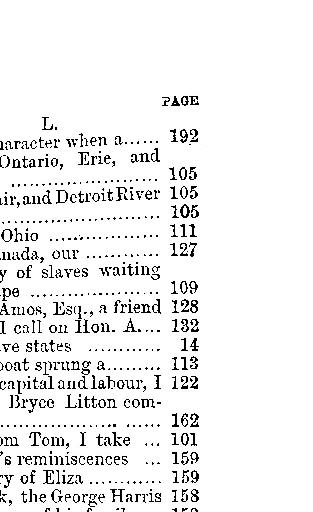 PAGE
L.
haracter when a...... 192
Ontario, Erie, and
........................... 105
air, and Detroit River 105
........................... 105
Ohio .................. 111
anada, our ............ 127
y of slaves waiting
pe ..................... 109
Amos, Esq., a friend 128
I call on Hon. A.... 132
ve states ............ 14
boat sprung a......... 113
capital and labour, I 122
Bryce Litton com-
........................... 162
om Tom, I take ... 101
's reminiscences ... 159
ry of Eliza ............ 159
k, the George Harris 158